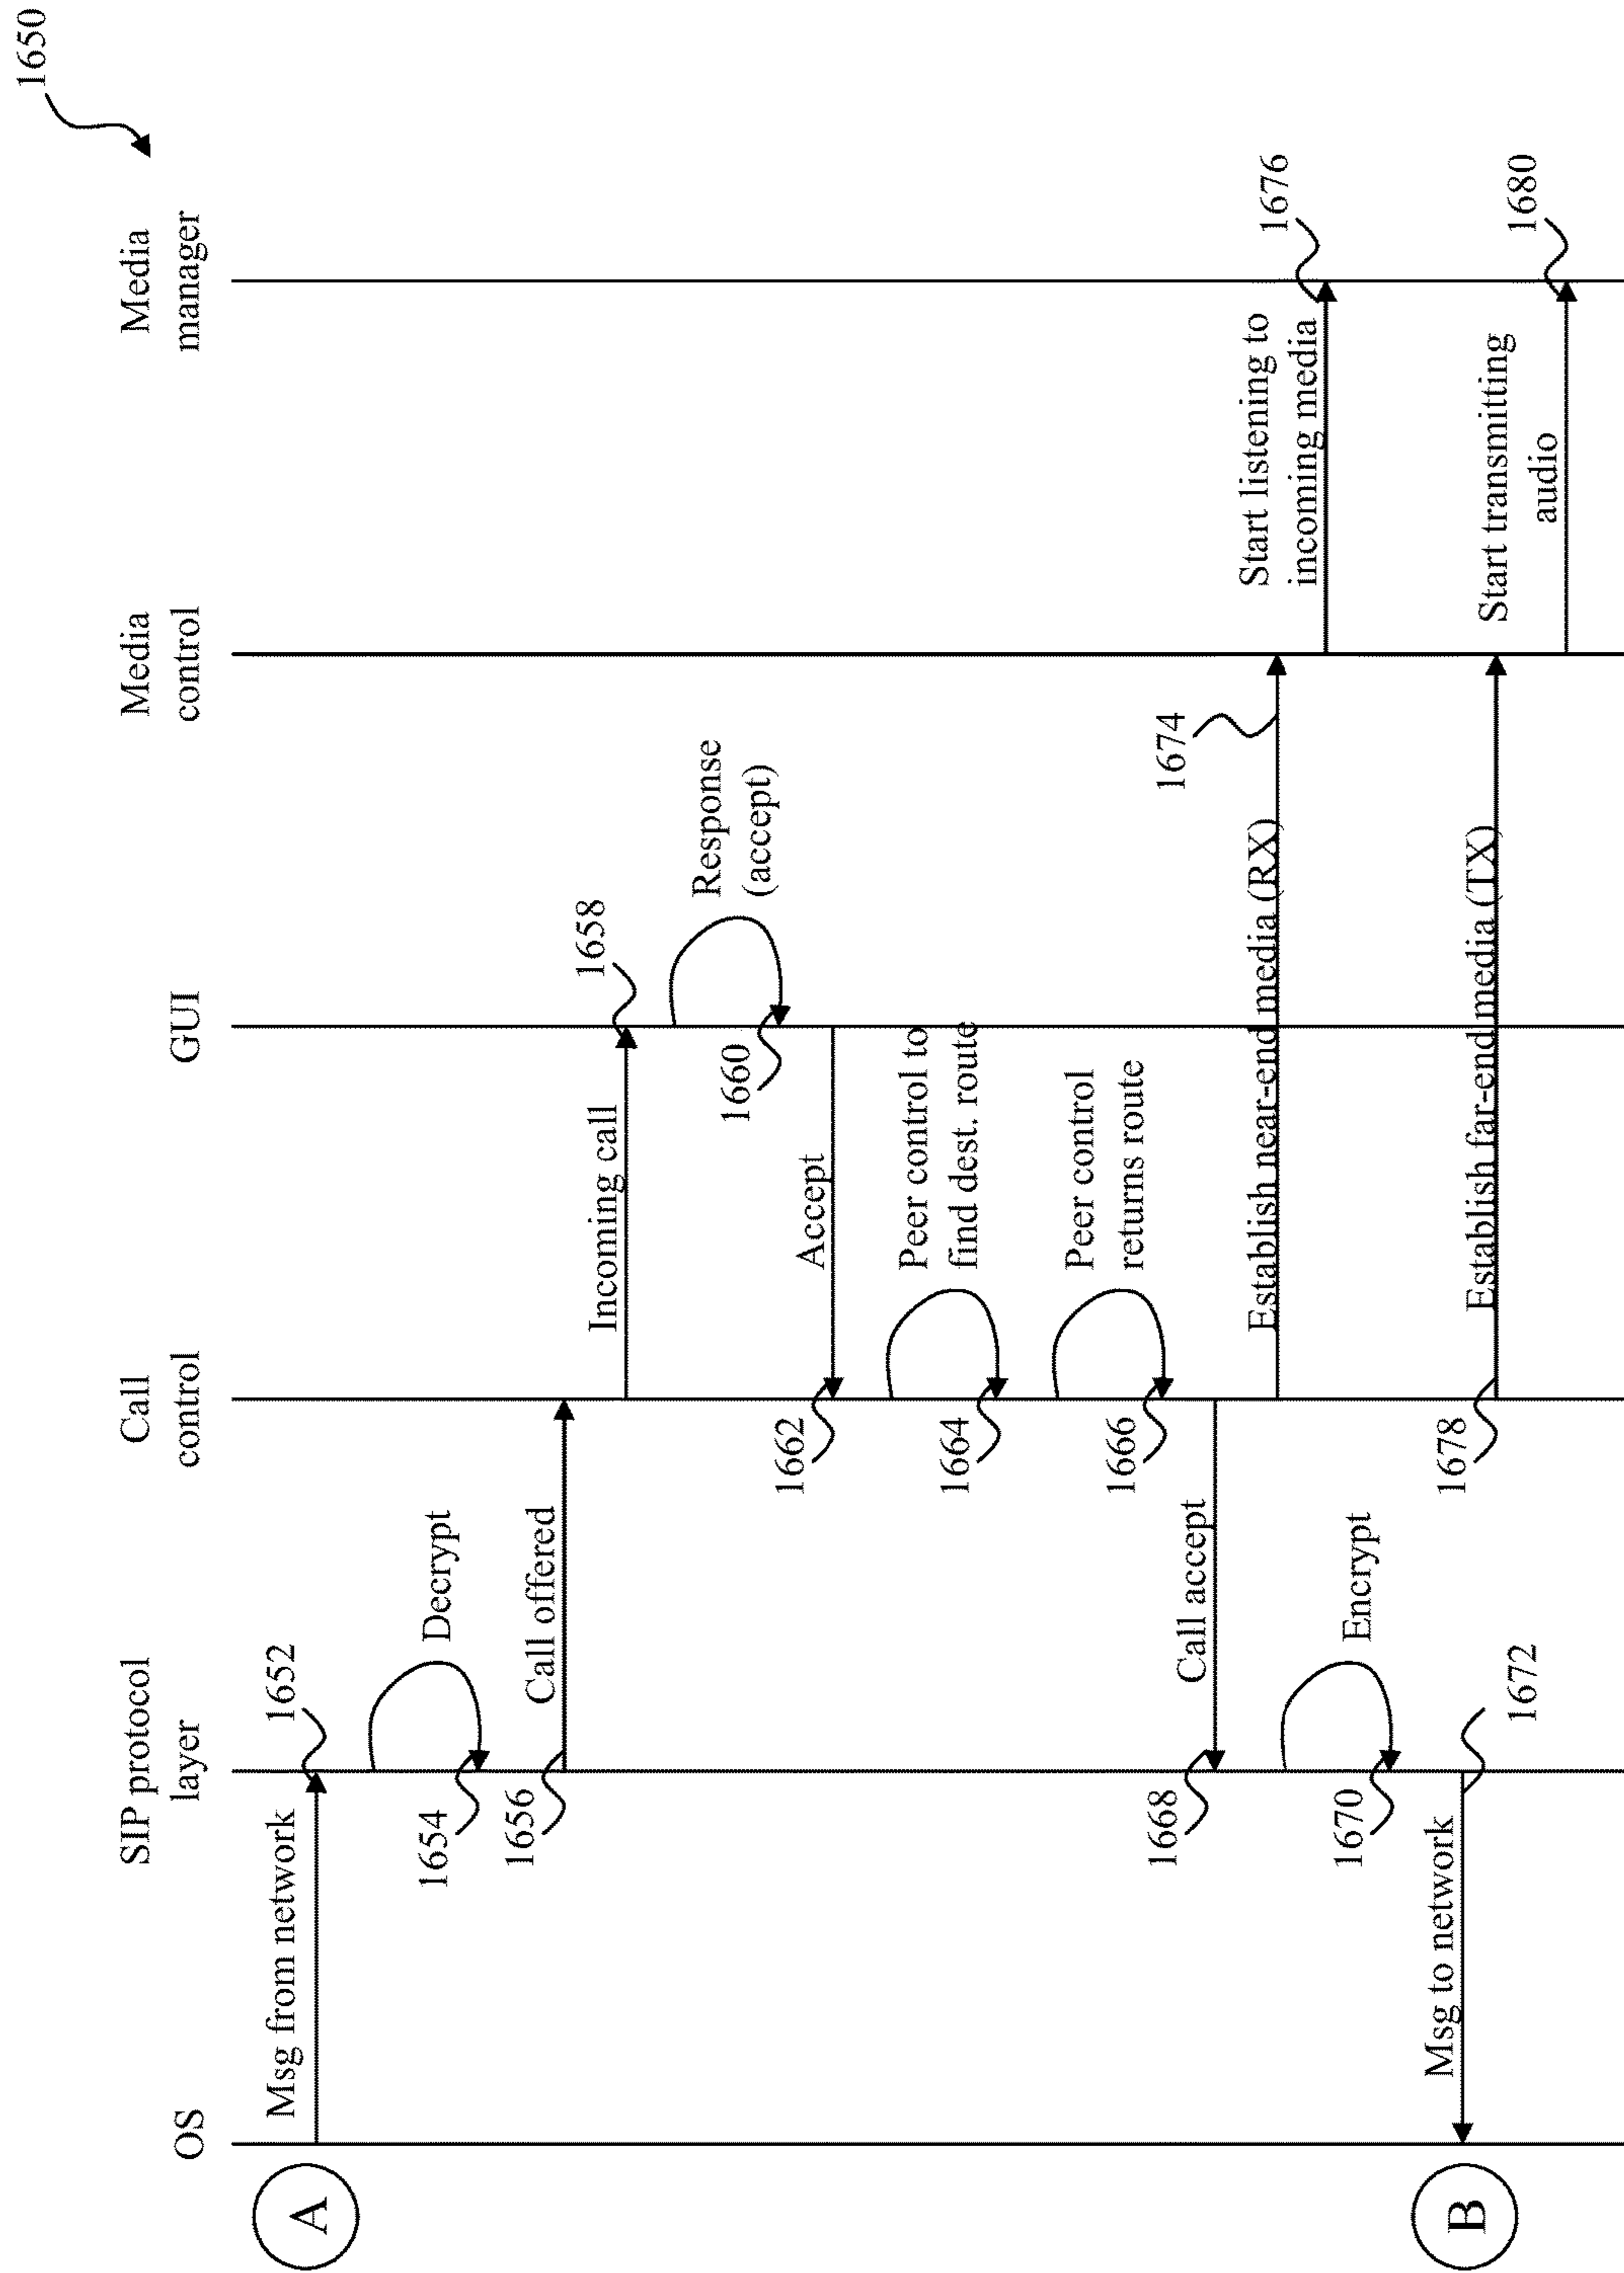 1650
OS
SIP protocol
layer
Call
control
GUI
Media
control
Media
manager
A
Msg from network
1652
Decrypt
1654
Call offered
1656
Incoming call
1658
Response
(accept)
1660
Accept
1662
Peer control to
find dest. route
1664
Peer control
returns route
1666
Call accept
1668
Establish near-end media (RX)
1674
Start listening to
incoming media
1676
Encrypt
1670
Msg to network
1672
B
Establish far-end media (TX)
1678
Start transmitting
audio
1680